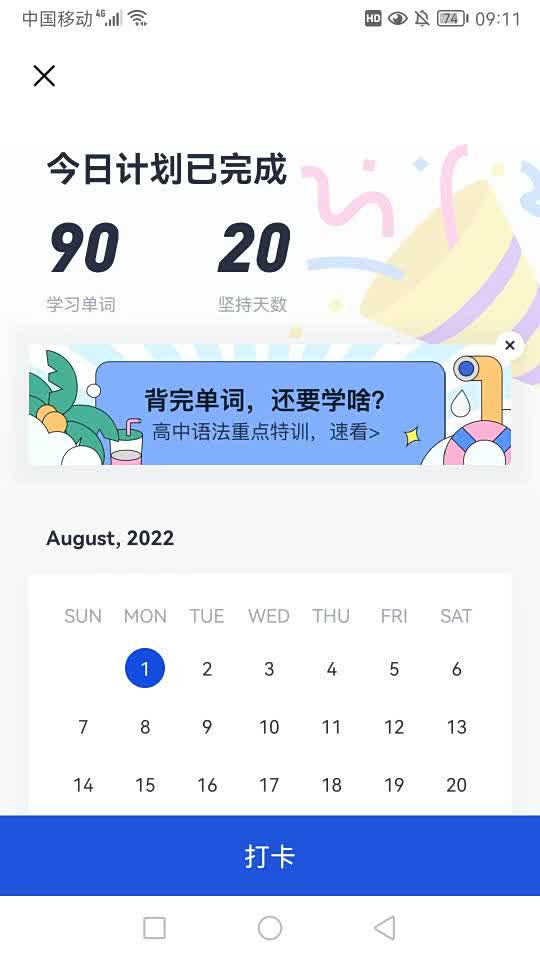 中国移动 4G HD 74 09:11
今日计划已完成
90 20
学习单词 坚持天数
背完单词，还要学啥？
高中语法重点特训，速看>
August, 2022
SUN MON TUE WED THU FRI SAT
1 2 3 4 5 6
7 8 9 10 11 12 13
14 15 16 17 18 19 20
打卡